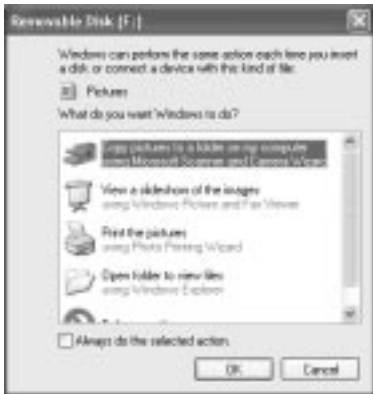 Removable Disk (F:)
Windows can perform the same action each time you insert
a disk or connect a device with this kind of file:
Pictures
What do you want Windows to do?
Copy pictures to a folder on my computer
using Microsoft Scanner and Camera Wizard
View a slideshow of the images
using Windows Picture and Fax Viewer
Print the pictures
using Photo Printing Wizard
Open folder to view files
using Windows Explorer
Always do the selected action.
OK
Cancel